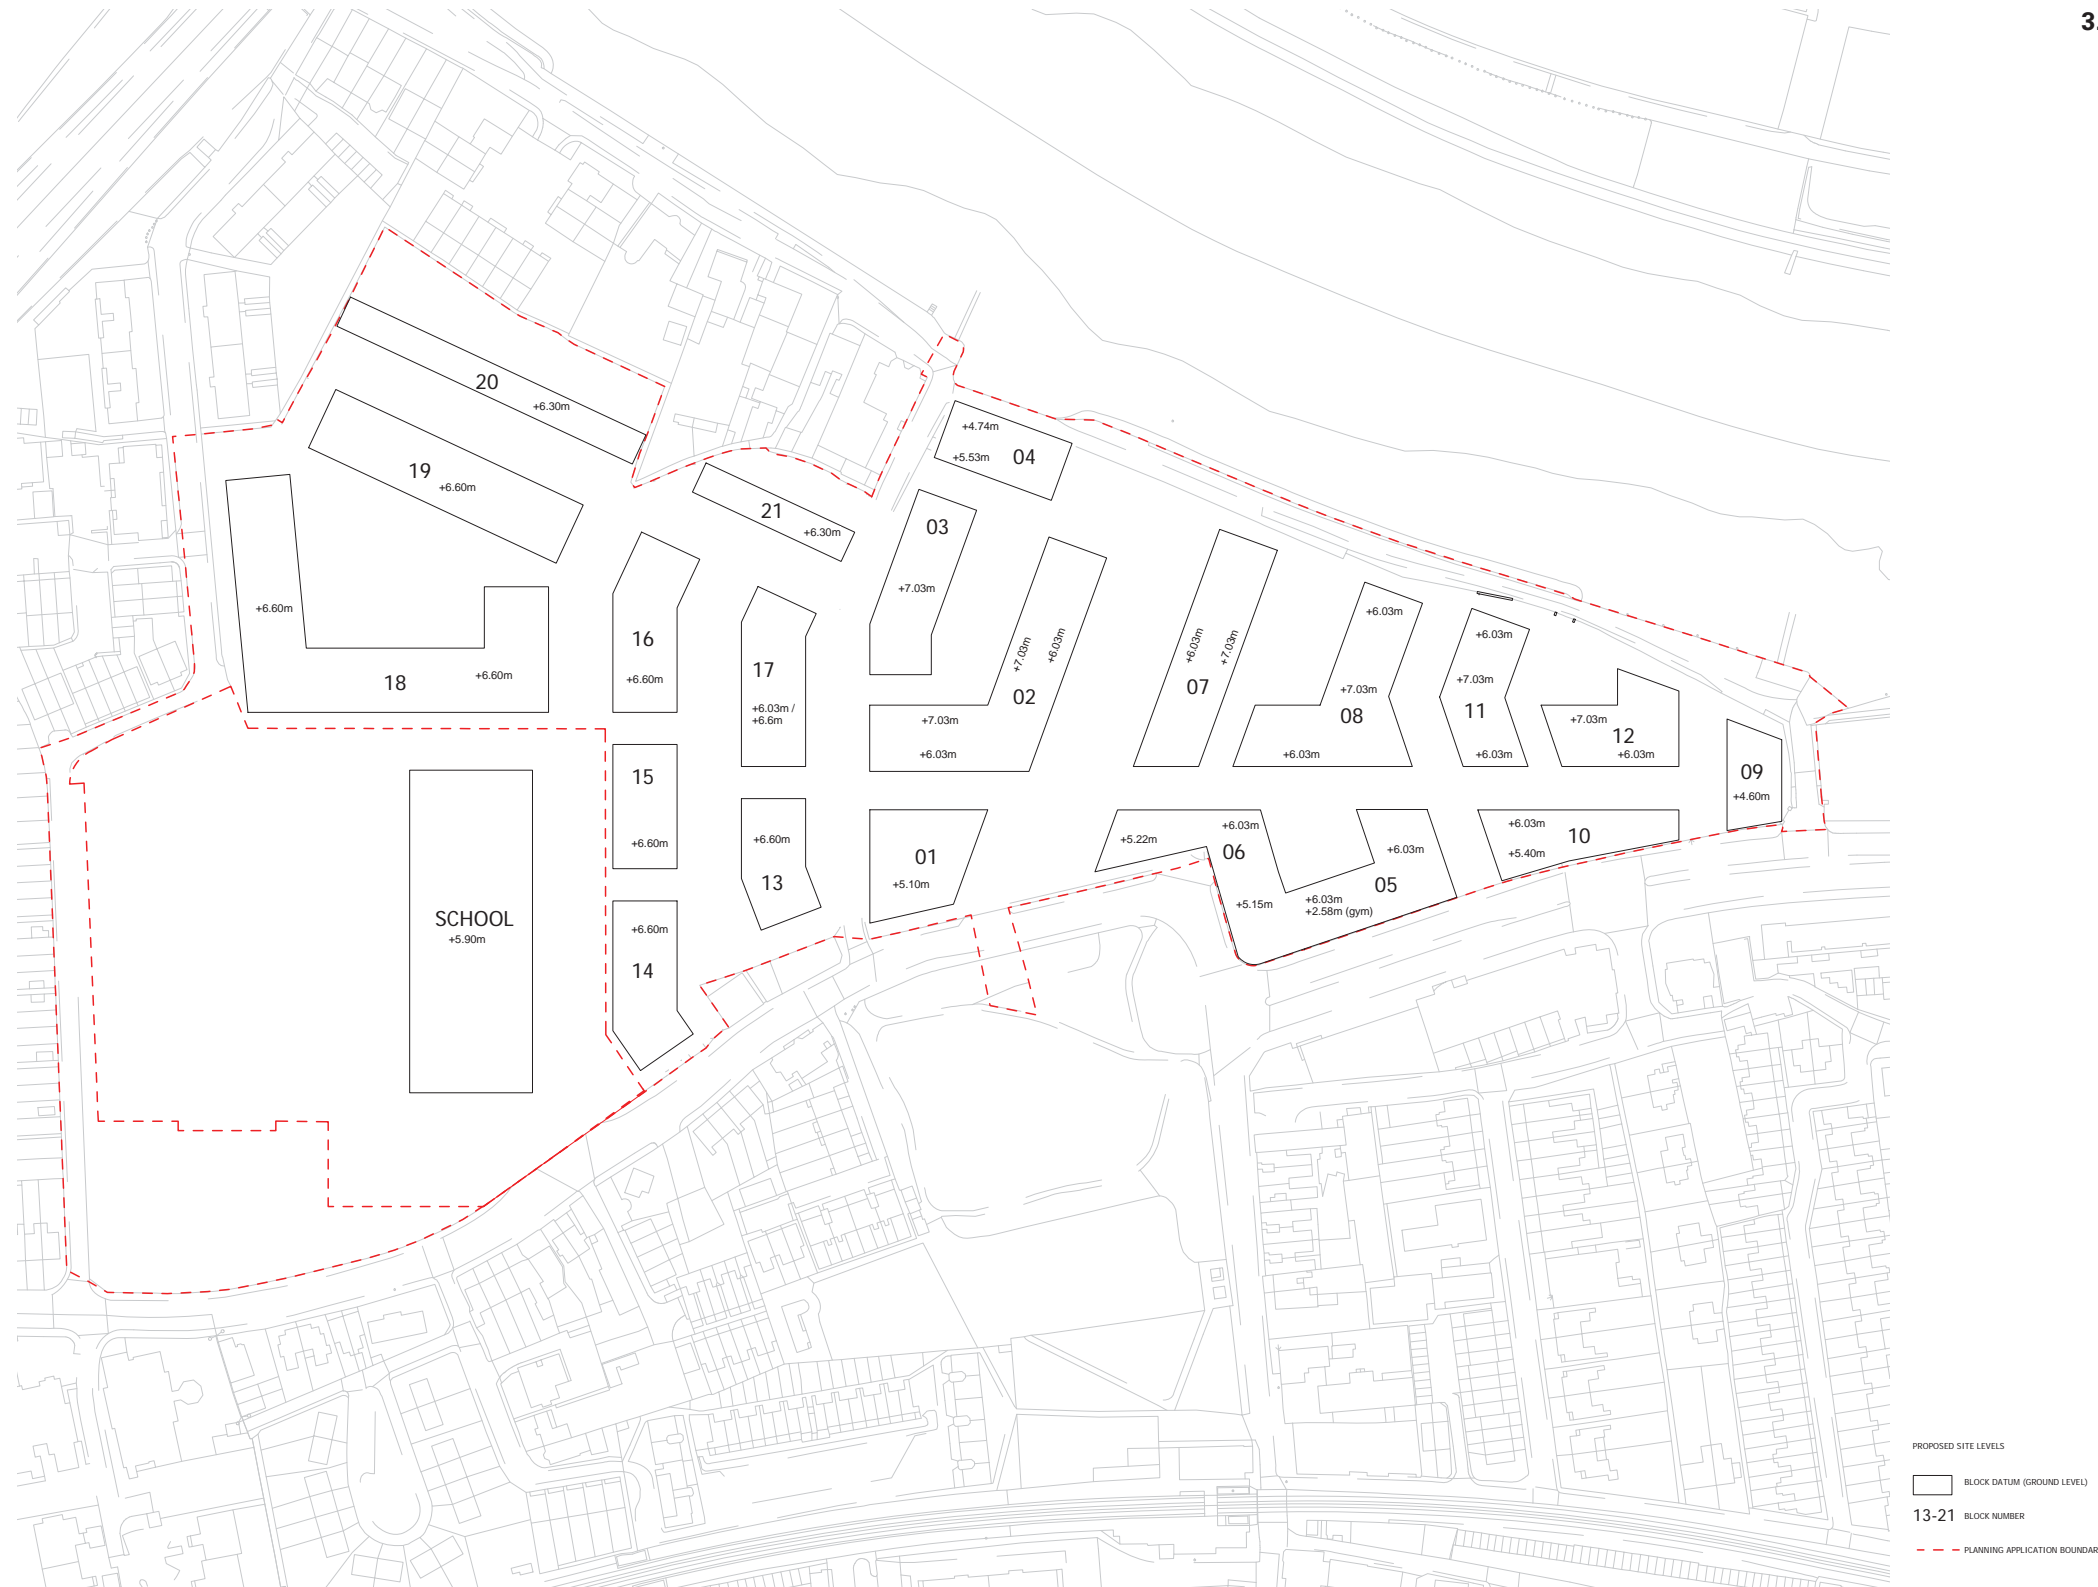 3.
20
+6.30m
19
+6.60m
+4.74m
+5.53m 04
21
+6.30m
03
+7.03m
+6.60m
18
+6.60m
16
+6.60m
17
+6.03m /
+6.6m
+7.03m
+6.03m
02
+7.03m
+6.03m
+6.03m
+7.03m
07
+6.03m
+7.03m
08
+6.03m
+6.03m
+7.03m
11
+6.03m
+7.03m
12
+6.03m
09
+4.60m
15
+6.60m
+6.60m
13
01
+5.10m
+5.22m
+6.03m
06
+5.15m
+6.03m
05
+6.03m
+2.58m (gym)
+6.03m
10
+5.40m
SCHOOL
+5.90m
+6.60m
14
PROPOSED SITE LEVELS
BLOCK DATUM (GROUND LEVEL)
13-21 BLOCK NUMBER
PLANNING APPLICATION BOUNDAR